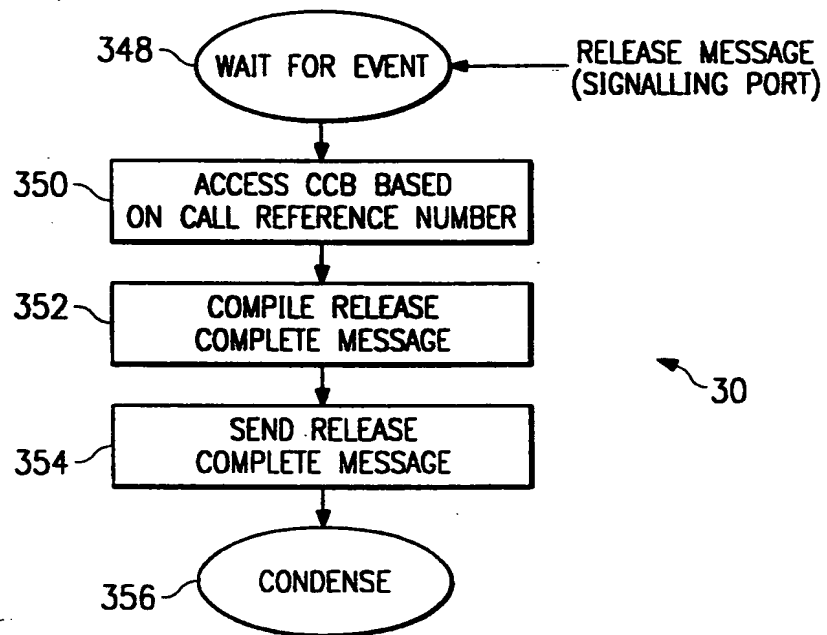 348
WAIT FOR EVENT
RELEASE MESSAGE
(SIGNALLING PORT)
350
ACCESS CCB BASED
ON CALL REFERENCE NUMBER
352
COMPILE RELEASE
COMPLETE MESSAGE
30
354
SEND RELEASE
COMPLETE MESSAGE
356
CONDENSE